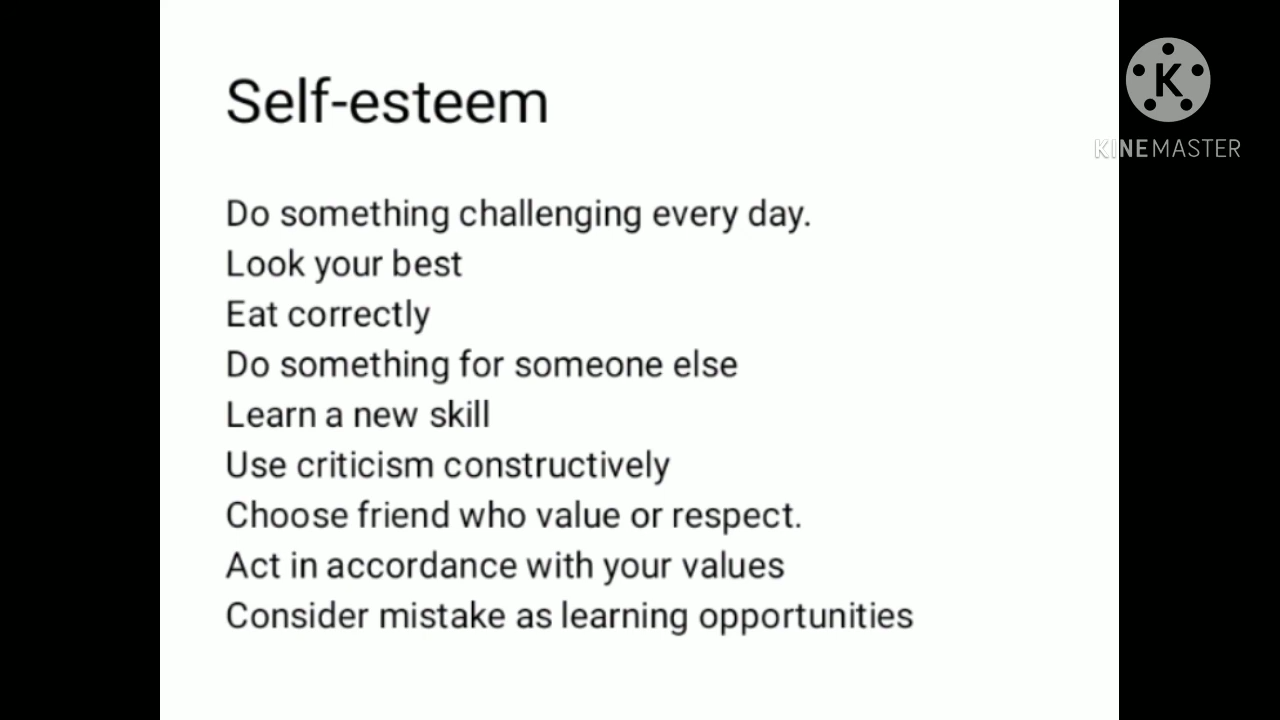 Self-esteem
Do something challenging every day.
Look your best
Eat correctly
Do something for someone else
Learn a new skill
Use criticism constructively
Choose friend who value or respect.
Act in accordance with your values
Consider mistake as learning opportunities
K
KINEMASTER